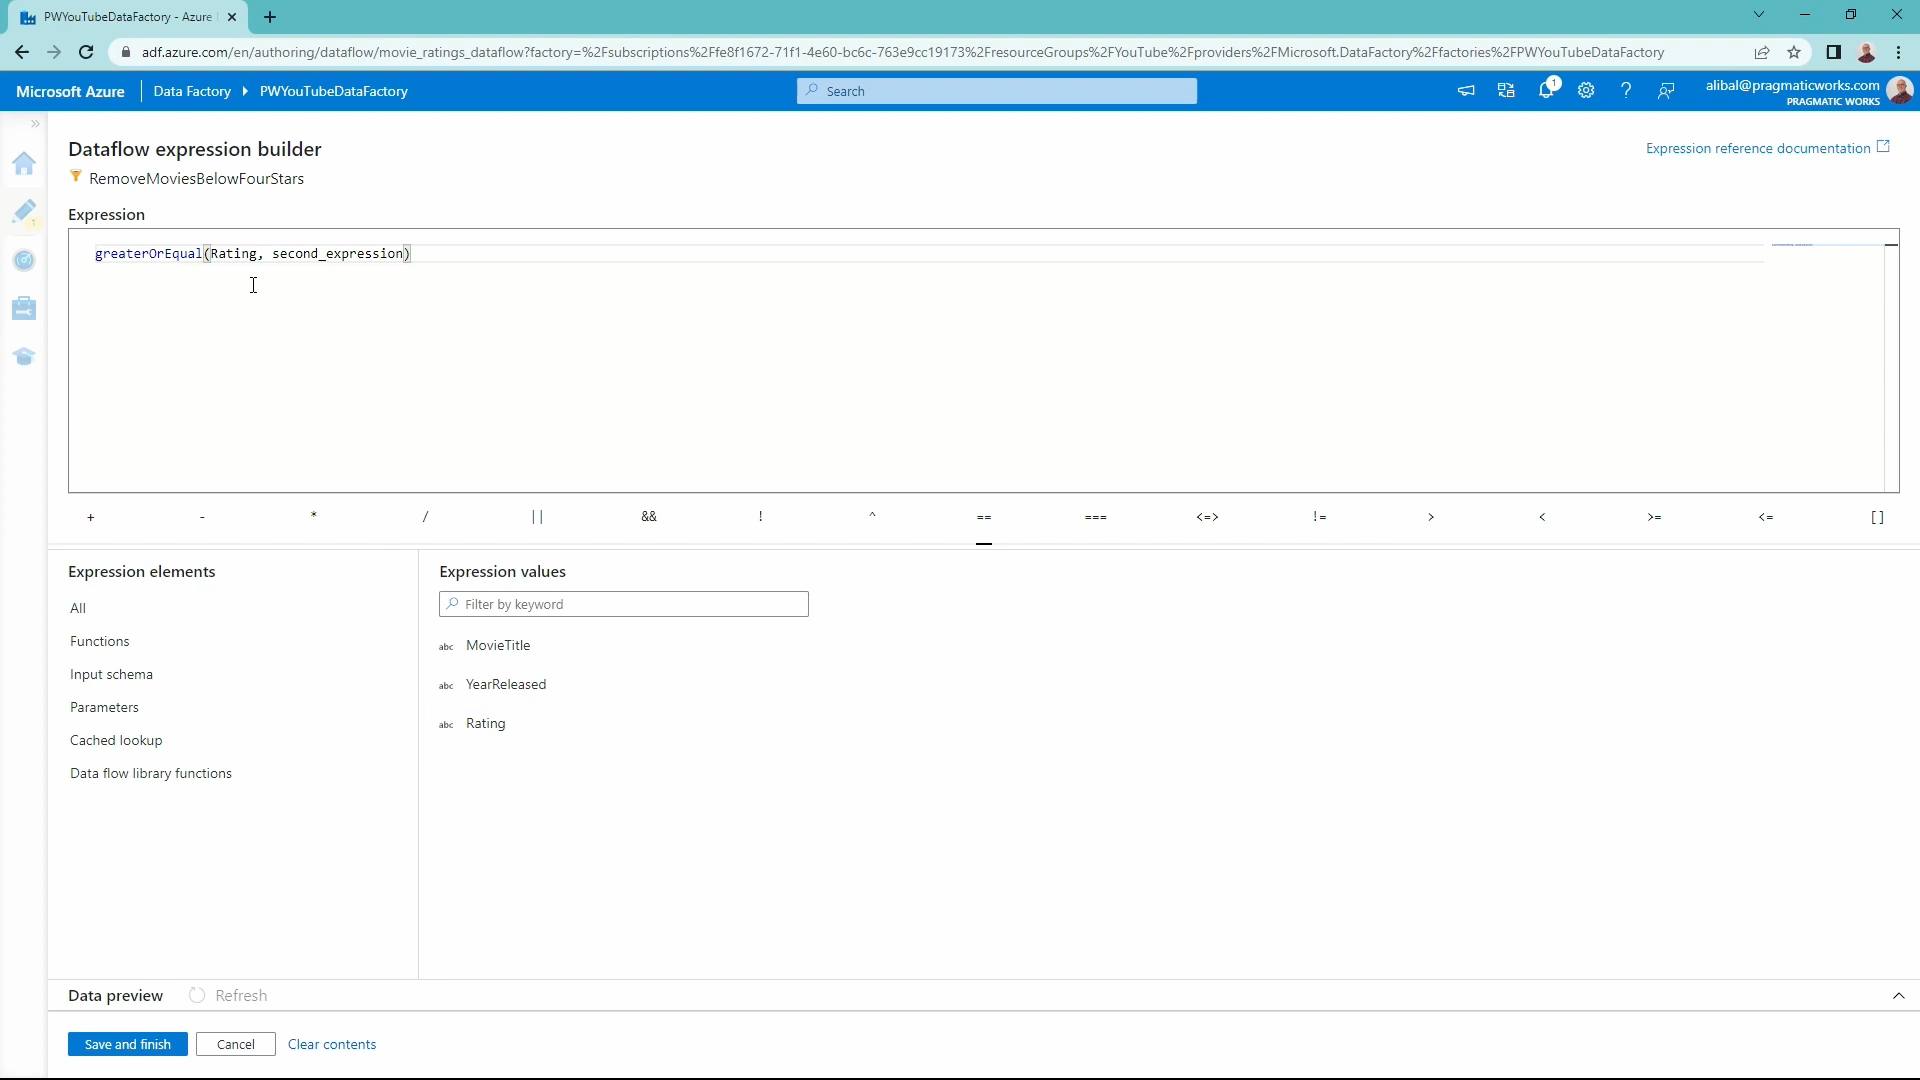 PWYouTubeDataFactory - Azure
adf.azure.com/en/authoring/dataflow/movie_ratings_dataflow?factory=%2Fsubscriptions%2Ffe8f1672-71f1-4e60-bc6c-763e9cc19173%2FresourceGroups%2FYouTube%2Fproviders%2FMicrosoft.DataFactory%2Ffactories%2FPWYouTubeDataFactory
Microsoft Azure
Data Factory
PWYouTubeDataFactory
Search
1
alibal@pragmaticworks.com
PRAGMATIC WORKS
Dataflow expression builder
Expression reference documentation
RemoveMoviesBelowFourStars
Expression
greaterOrEqual(Rating, second_expression)
+ - * / || && ! ^ == === <=> != > < >= <= []
Expression elements
All
Functions
Input schema
Parameters
Cached lookup
Data flow library functions
Expression values
Filter by keyword
abc MovieTitle
abc YearReleased
abc Rating
Data preview
Refresh
Save and finish
Cancel
Clear contents